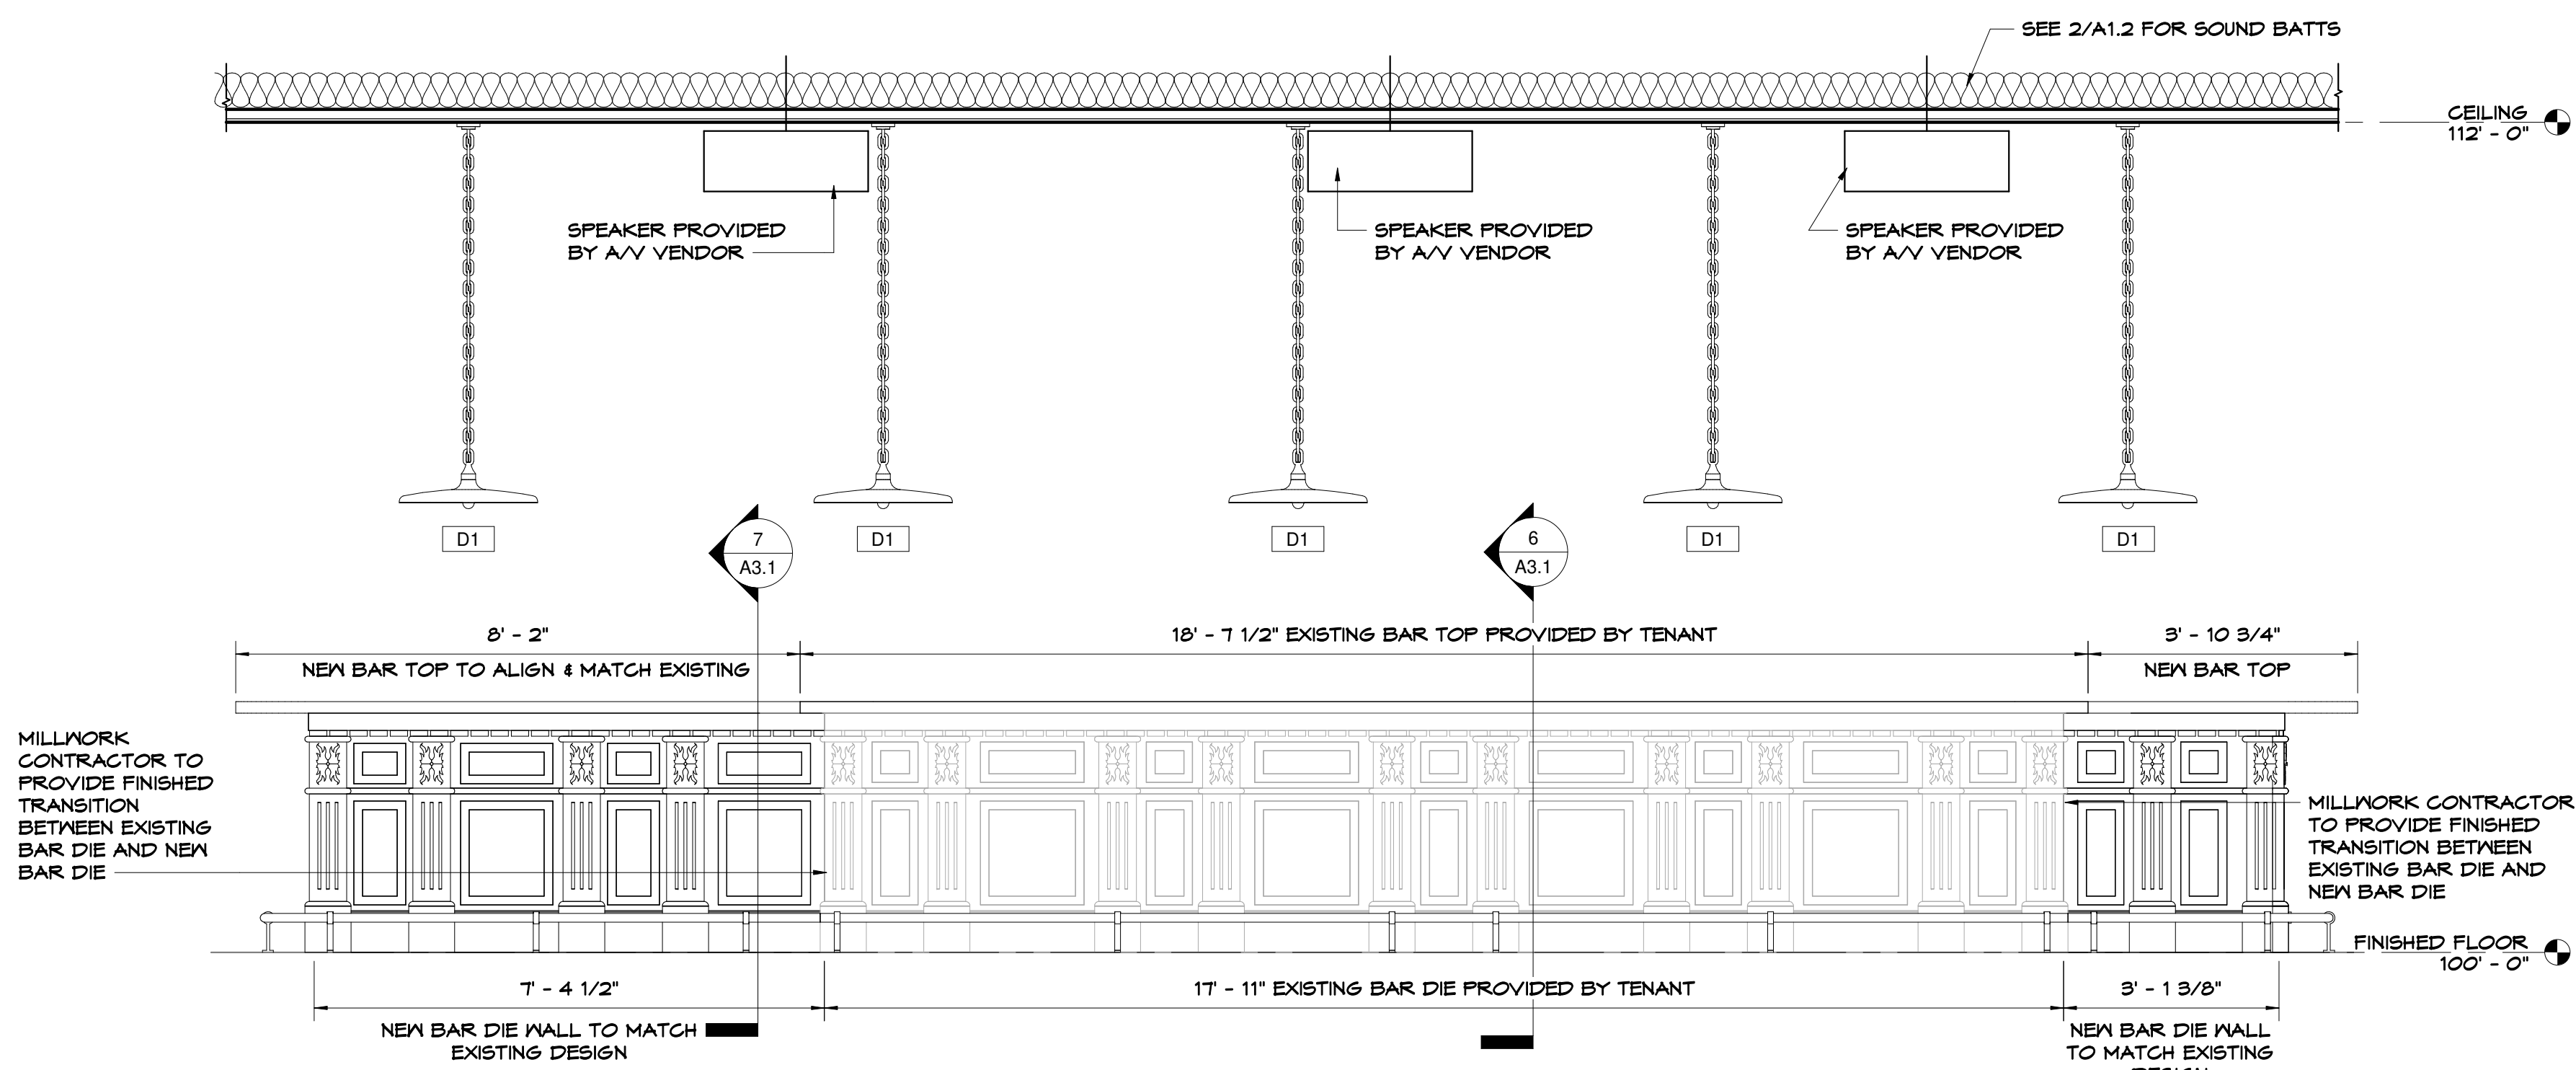 SEE 2/A1.2 FOR SOUND BATTS
CEILING
112' - 0"
SPEAKER PROVIDED
BY A/V VENDOR
SPEAKER PROVIDED
BY A/V VENDOR
SPEAKER PROVIDED
BY A/V VENDOR
D1
D1
D1
D1
D1
7
A3.1
6
A3.1
8' - 2"
NEW BAR TOP TO ALIGN & MATCH EXISTING
18' - 7 1/2" EXISTING BAR TOP PROVIDED BY TENANT
3' - 10 3/4"
NEW BAR TOP
MILLWORK
CONTRACTOR TO
PROVIDE FINISHED
TRANSITION
BETWEEN EXISTING
BAR DIE AND NEW
BAR DIE
MILLWORK CONTRACTOR
TO PROVIDE FINISHED
TRANSITION BETWEEN
EXISTING BAR DIE AND
NEW BAR DIE
FINISHED FLOOR
100' - 0"
7' - 4 1/2"
NEW BAR DIE WALL TO MATCH
EXISTING DESIGN
17' - 11" EXISTING BAR DIE PROVIDED BY TENANT
3' - 1 3/8"
NEW BAR DIE WALL
TO MATCH EXISTING